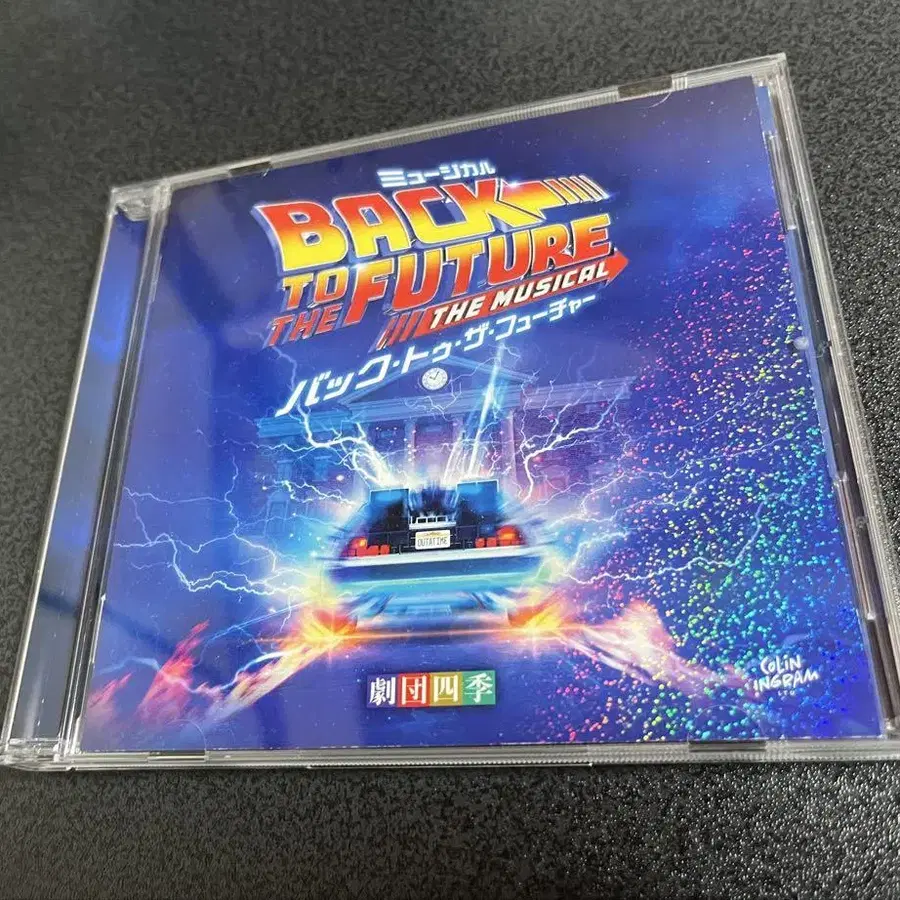 ミュージカル
BACK
TO THE FUTURE
THE MUSICAL
バック・トゥ・ザ・フューチャー
OUTATIME
劇団四季
COLIN
INGRAM